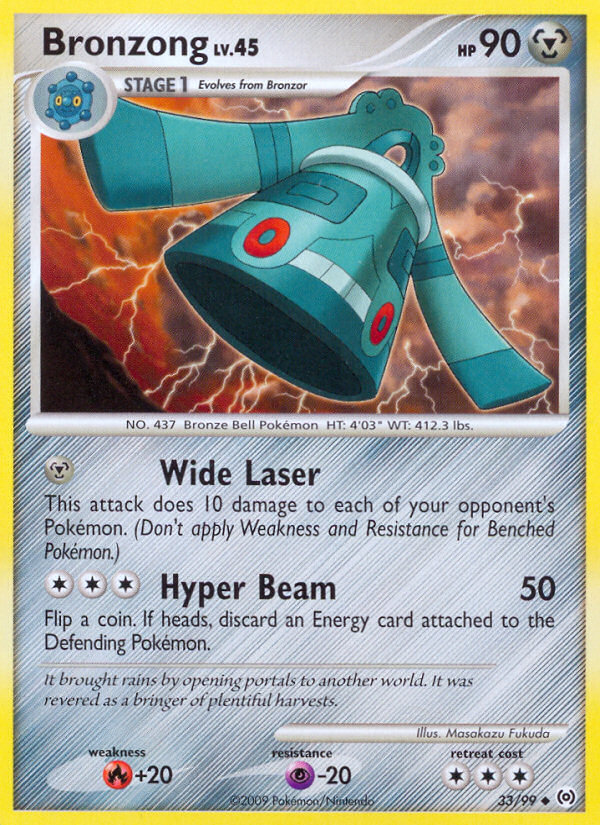 Bronzong LV.45 HP 90
STAGE 1 Evolves from Bronzor
NO. 437 Bronze Bell Pokémon HT: 4'03" WT: 412.3 lbs.
Wide Laser
This attack does 10 damage to each of your opponent's
Pokémon. (Don't apply Weakness and Resistance for Benched
Pokémon.)
Hyper Beam 50
Flip a coin. If heads, discard an Energy card attached to the
Defending Pokémon.
It brought rains by opening portals to another world. It was
revered as a bringer of plentiful harvests.
Illus. Masakazu Fukuda
weakness resistance retreat cost
+20 -20
©2009 Pokémon/Nintendo 33/99